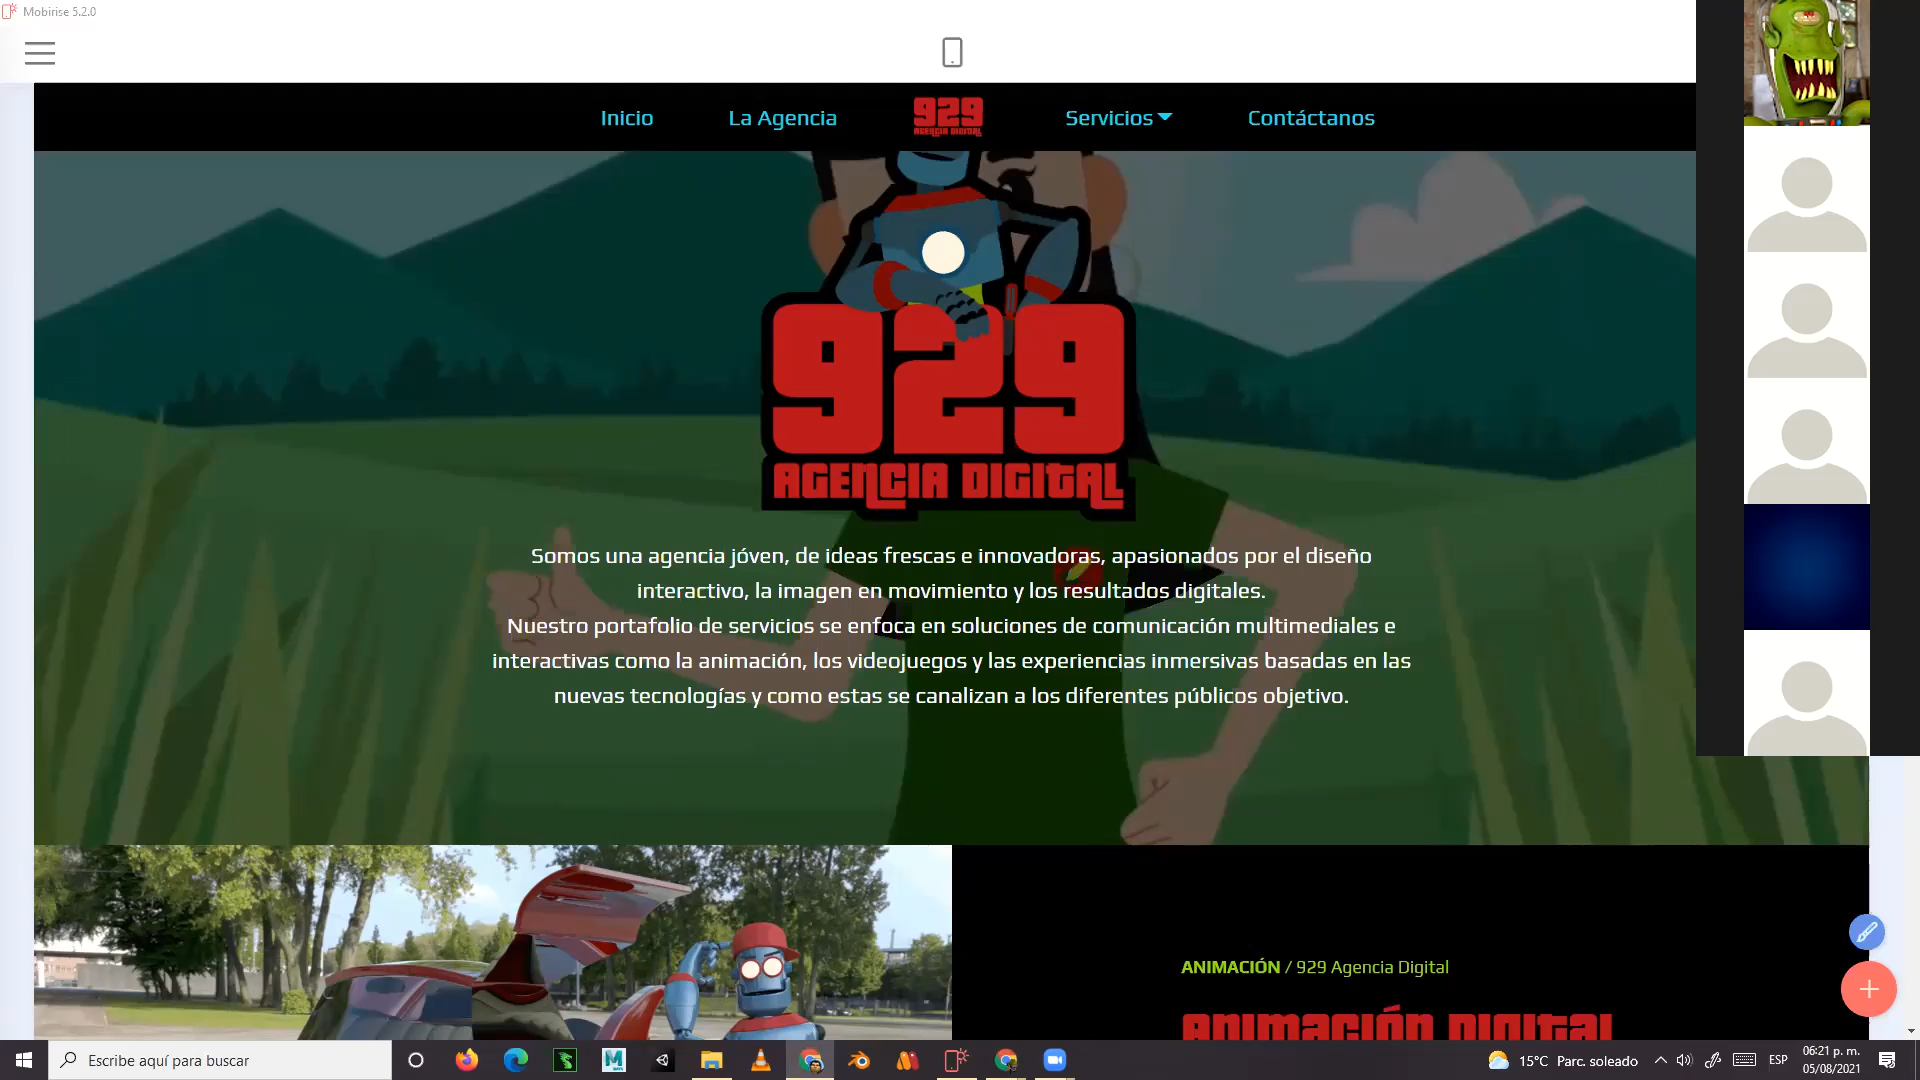 Mobirise 5.2.0
Inicio
La Agencia
929
AGENCIA DIGITAL
Servicios
Contáctanos
929
AGENCIA DIGITAL
Somos una agencia jóven, de ideas frescas e innovadoras, apasionados por el diseño
interactivo, la imagen en movimiento y los resultados digitales.
Nuestro portafolio de servicios se enfoca en soluciones de comunicación multimediales e
interactivas como la animación, los videojuegos y las experiencias inmersivas basadas en las
nuevas tecnologías y como estas se canalizan a los diferentes públicos objetivo.
ANIMACIÓN / 929 Agencia Digital
Animación Digital
Escribe aquí para buscar
M
15°C Parc. soleado
ESP
06:21 p. m.
05/08/2021